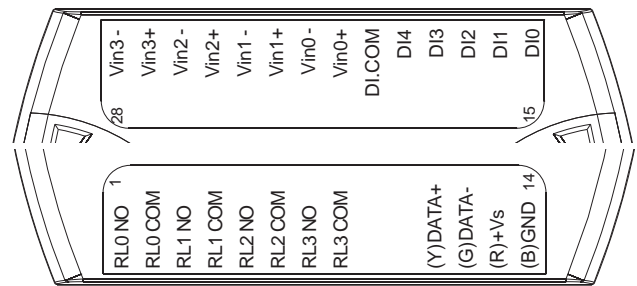 Vin3 -
Vin3+
Vin2 -
Vin2+
Vin1 -
Vin1+
Vin0 -
Vin0+
DI.COM
DI4
DI3
DI2
DI1
DI0
28
15
1
14
RL0 NO
RL0 COM
RL1 NO
RL1 COM
RL2 NO
RL2 COM
RL3 NO
RL3 COM
(Y)DATA+
(G)DATA-
(R)+Vs
(B)GND